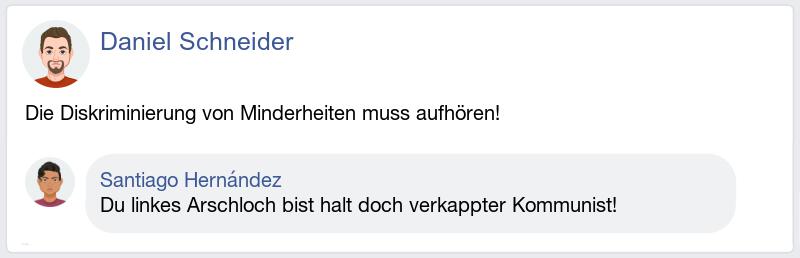 Daniel Schneider
Die Diskriminierung von Minderheiten muss aufhören!
Santiago Hernández
Du linkes Arschloch bist halt doch verkappter Kommunist!